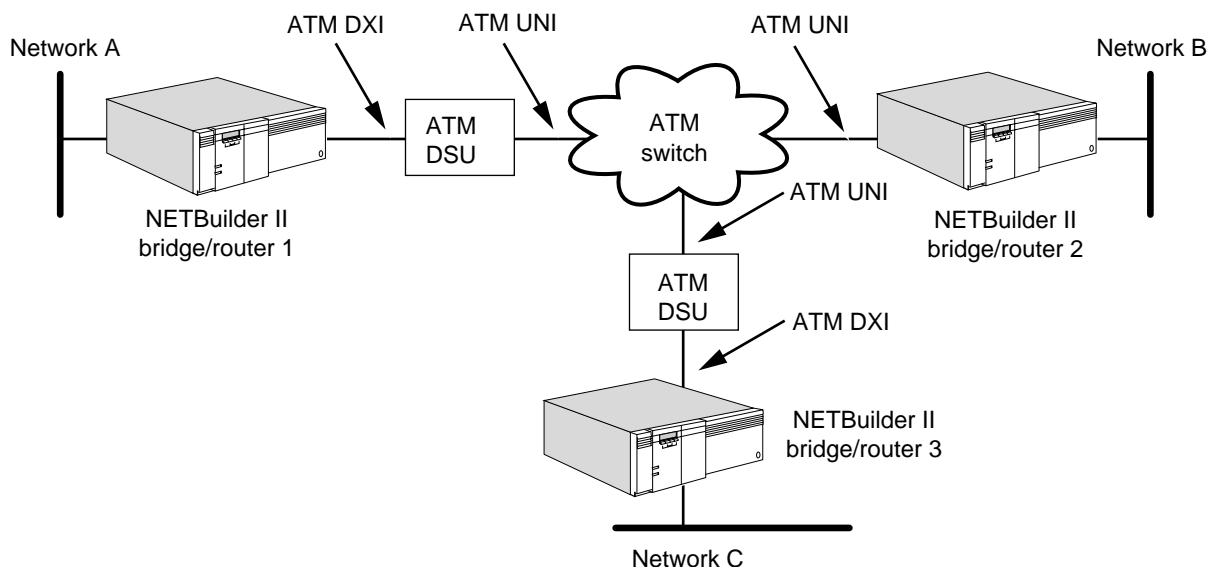 ATM DXI
ATM UNI
ATM UNI
Network A
Network B
ATM
DSU
ATM
switch
NETBuilder II
bridge/router 1
ATM UNI
NETBuilder II
bridge/router 2
ATM
DSU
ATM DXI
NETBuilder II
bridge/router 3
Network C